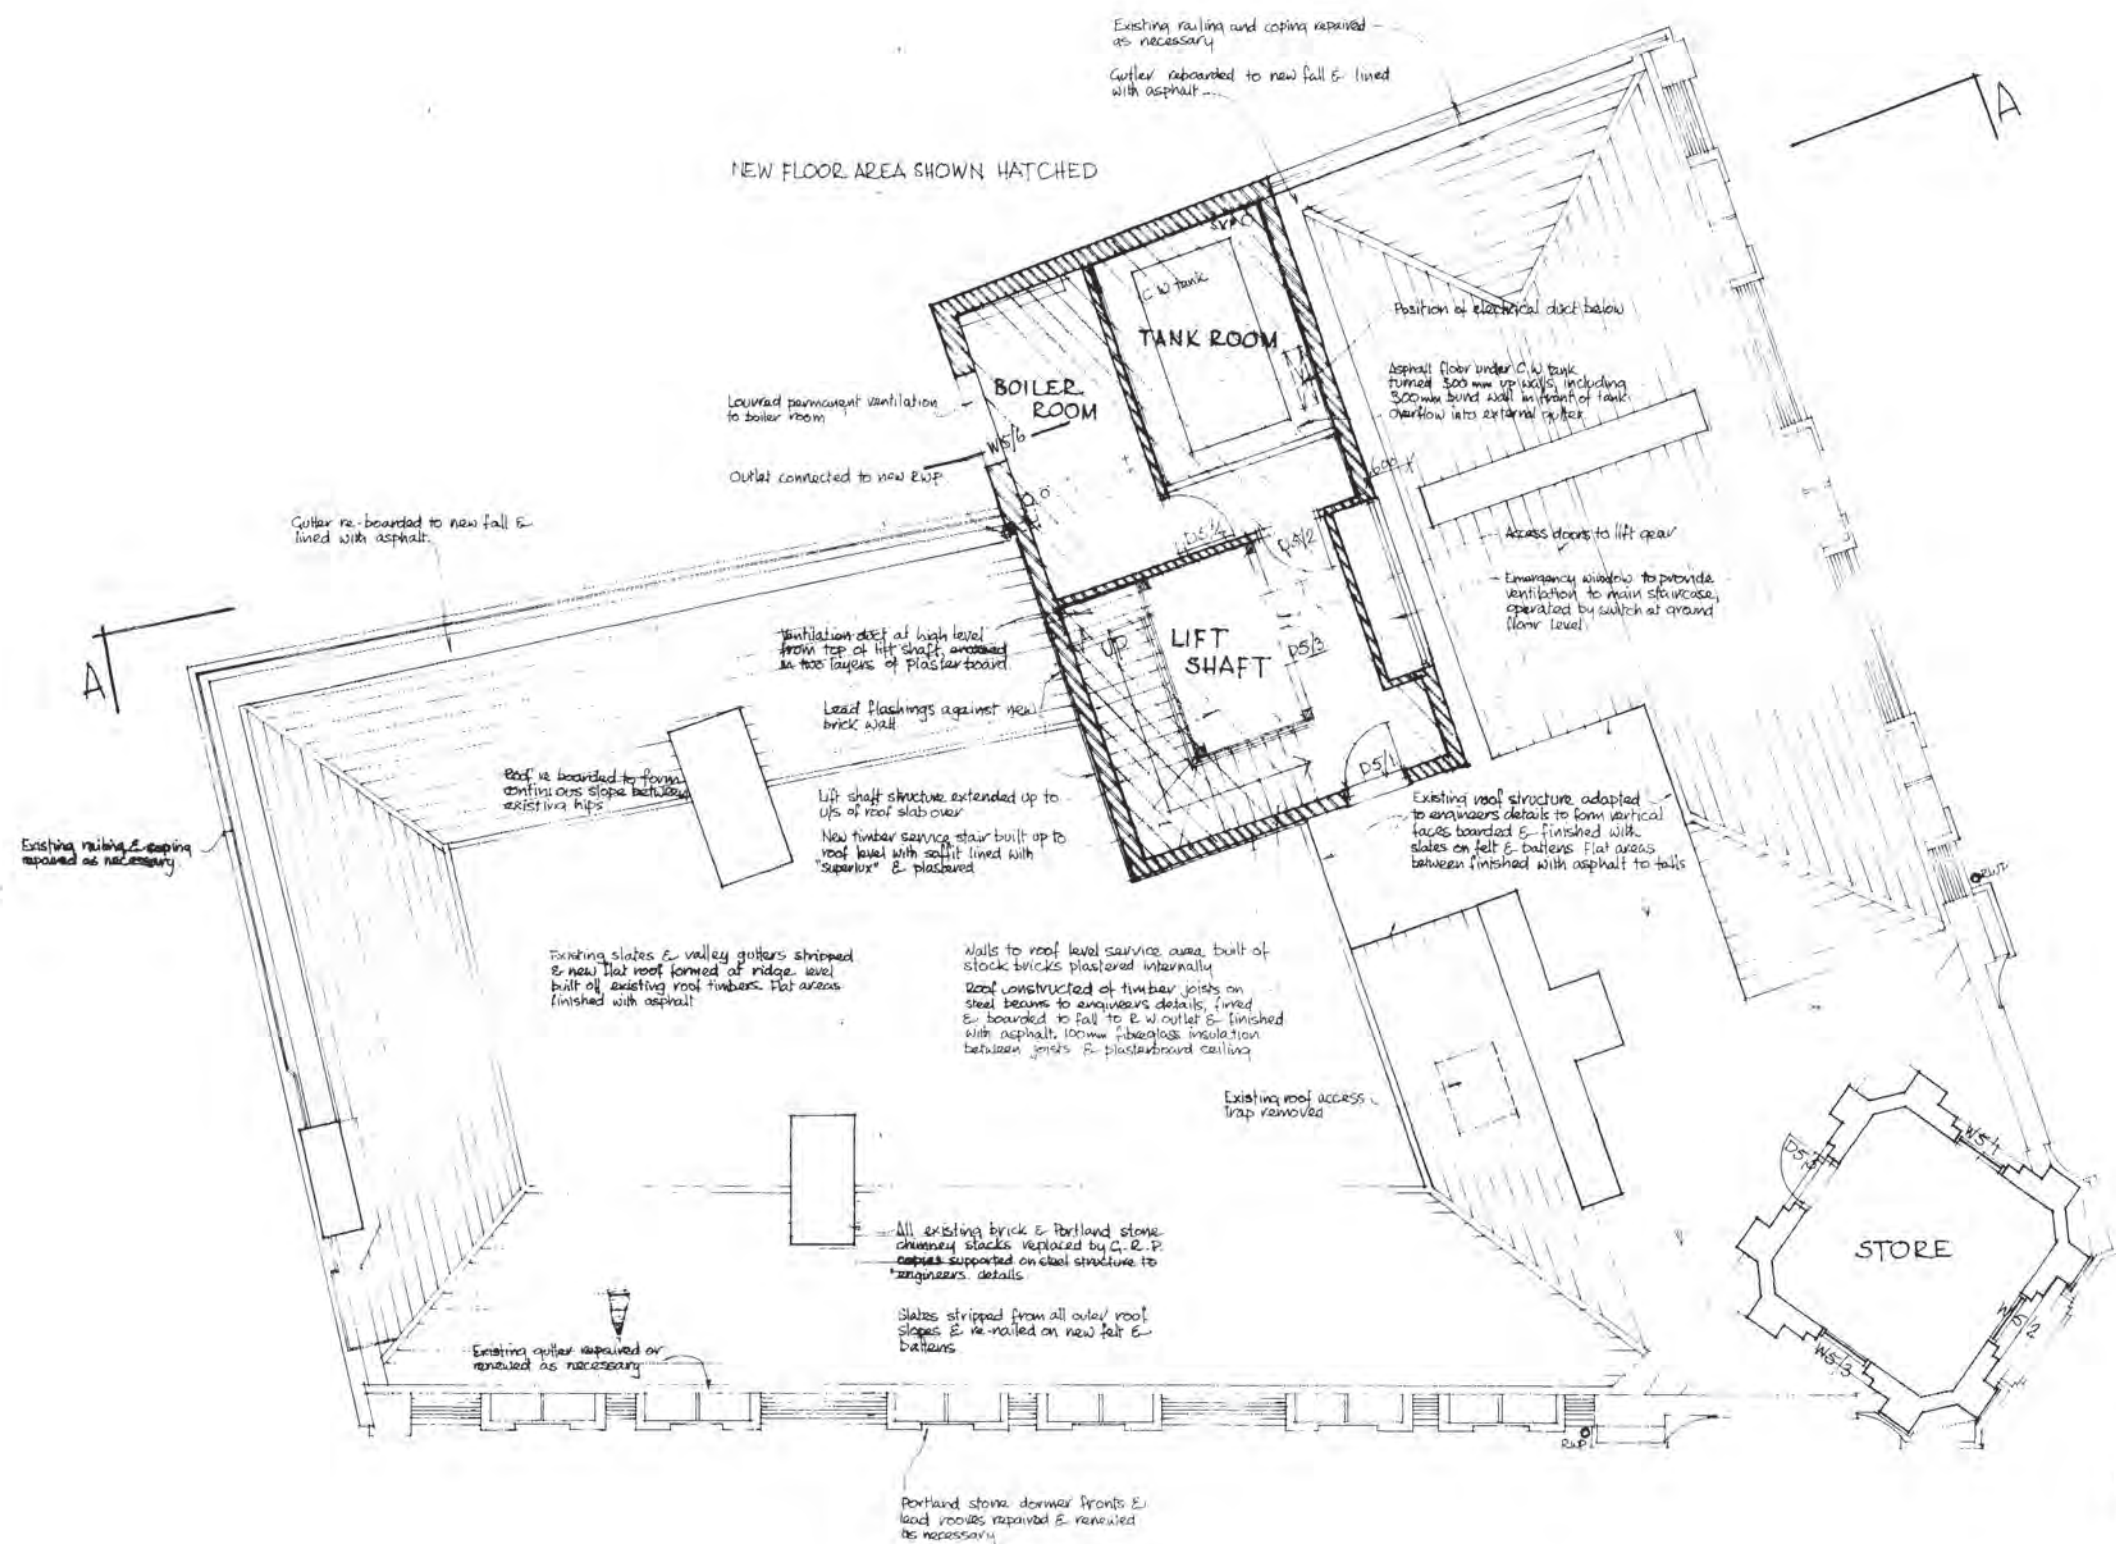 Existing railing and coping repaired
as necessary
Gutter reboarded to new fall & lined
with asphalt
A
A
NEW FLOOR AREA SHOWN HATCHED
C W tank
TANK ROOM
BOILER
ROOM
Position of electrical duct below
Asphalt floor under C.W. tank
turned 300 mm up walls, including
300mm bund wall in front of tank.
overflow into external gutter.
Louvred permanent ventilation
to boiler room
W5/6
Outlet connected to new RWP
600
Gutter re-boarded to new fall &
lined with asphalt.
D5/4
D5/2
Access doors to lift gear
Emergency window to provide
ventilation to main staircase,
operated by switch at ground
floor level
Ventilation duct at high level
from top of lift shaft, enclosed
in two layers of plasterboard
UP
LIFT
SHAFT
D5/3
Lead flashings against new
brick wall
D5/1
Roof re boarded to form
continuous slope between
existing hips
Lift shaft structure extended up to
u/s of roof slab over
New timber service stair built up to
roof level with soffit lined with
"superlux" & plastered
Existing roof structure adapted
to engineers details to form vertical
faces boarded & finished with
slates on felt & battens Flat areas
between finished with asphalt to falls
Existing railing & coping
repaired as necessary
Existing slates & valley gutters stripped
& new flat roof formed at ridge level
built off existing roof timbers. Flat areas
finished with asphalt
Walls to roof level service area built of
stock bricks plastered internally
Roof constructed of timber joists on
steel beams to engineers details, firred
& boarded to fall to R W outlet & finished
with asphalt, 100mm fibreglass insulation
between joists & plasterboard ceiling
Existing roof access
trap removed
W5/1
STORE
W5/2
W5/3
All existing brick & Portland stone
chimney stacks replaced by G.R.P.
copies supported on steel structure to
engineers details
Slates stripped from all outer roof
slopes & re-nailed on new felt &
battens
Existing gutter repaired or
renewed as necessary
RWP
Portland stone dormer fronts &
lead rooves repaired & renewed
as necessary